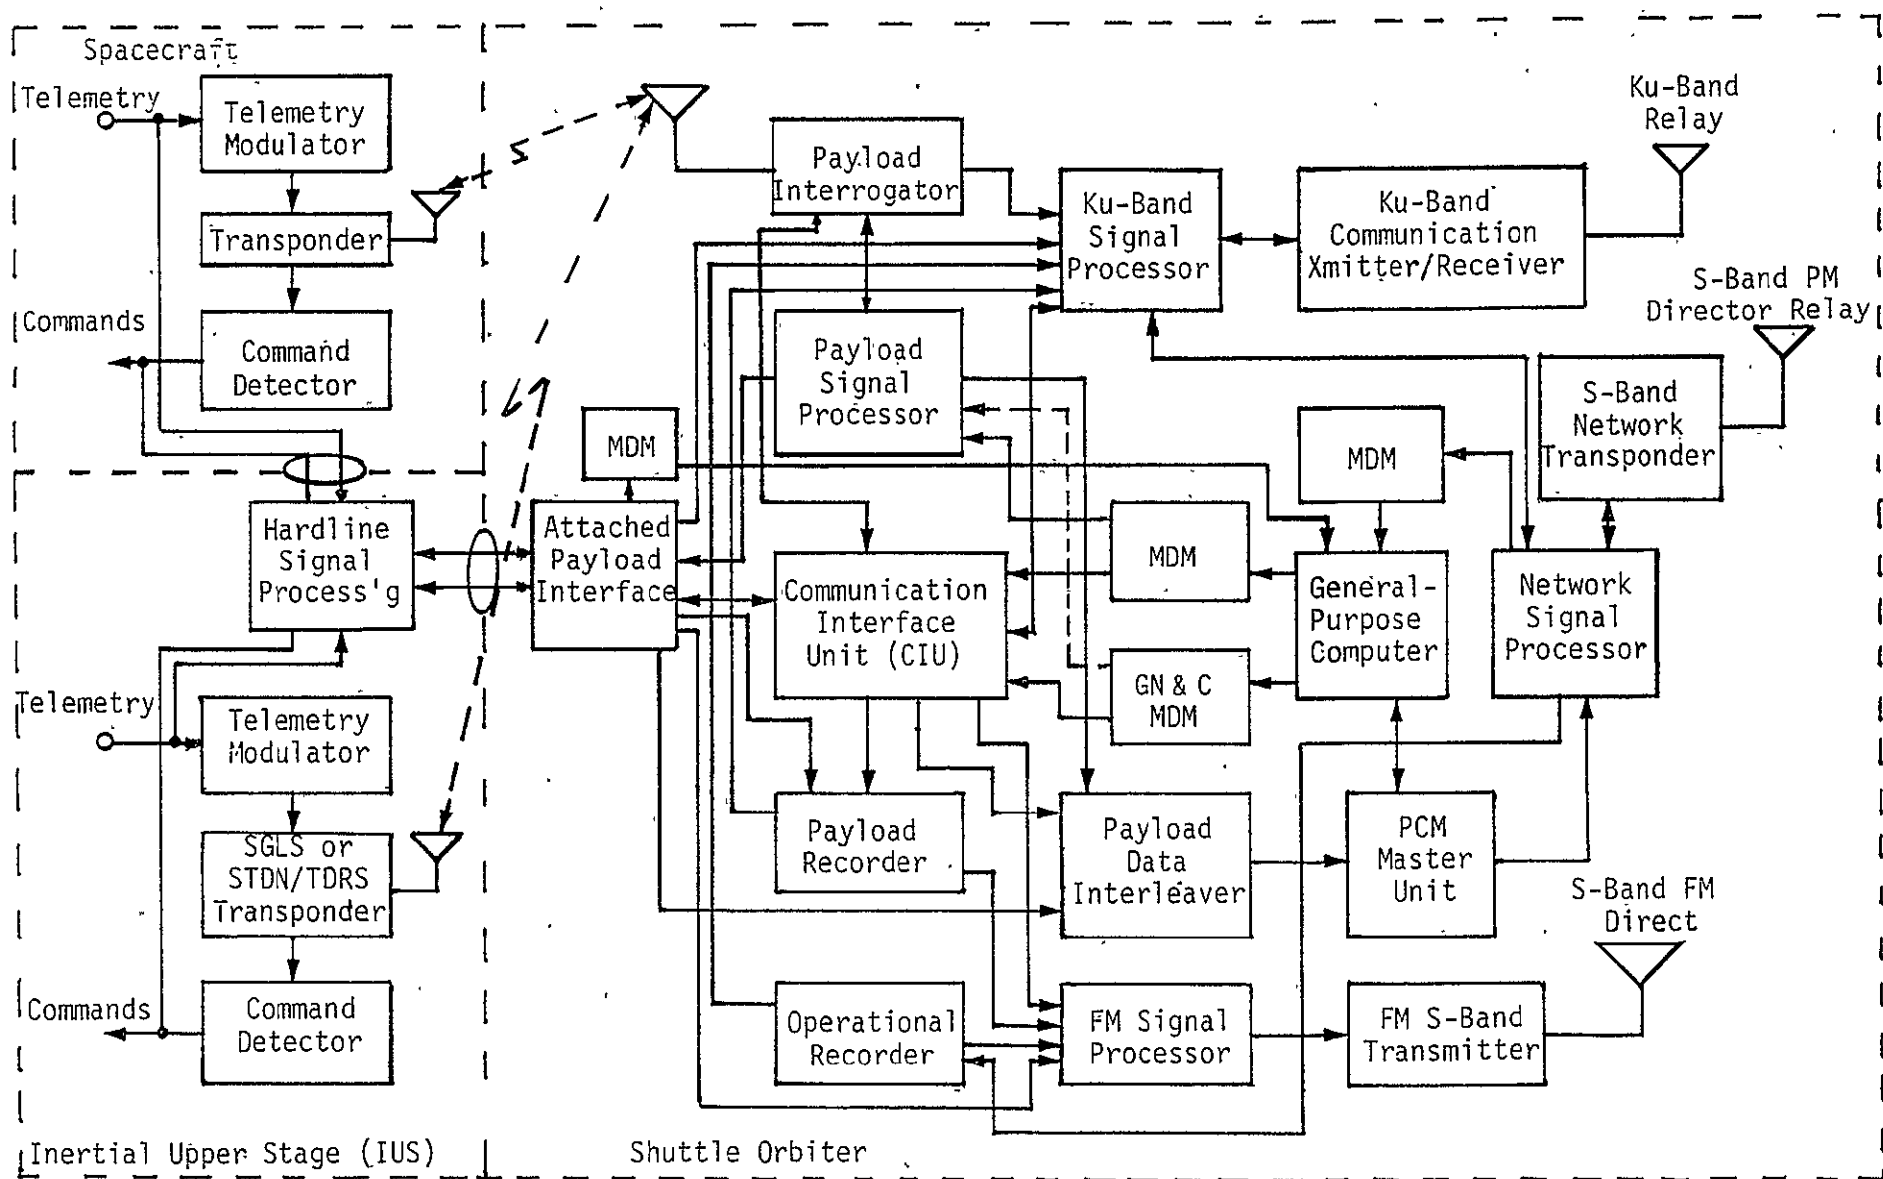 Spacecraft
Telemetry
Telemetry
Modulator
Transponder
Commands
Command
Detector
Hardline
Signal
Process'g
Telemetry
Telemetry
Modulator
SGLS or
STDN/TDRS
Transponder
Commands
Command
Detector
Inertial Upper Stage (IUS)
S
Payload
Interrogator
Ku-Band
Signal
Processor
Ku-Band
Communication
Xmitter/Receiver
Ku-Band
Relay
S-Band PM
Director Relay
Payload
Signal
Processor
S-Band
Network
Transponder
MDM
MDM
Attached
Payload
Interface
Communication
Interface
Unit (CIU)
MDM
General-
Purpose
Computer
Network
Signal
Processor
GN & C
MDM
Payload
Recorder
Payload
Data
Interleaver
PCM
Master
Unit
S-Band FM
Direct
Operational
Recorder
FM Signal
Processor
FM S-Band
Transmitter
Shuttle Orbiter